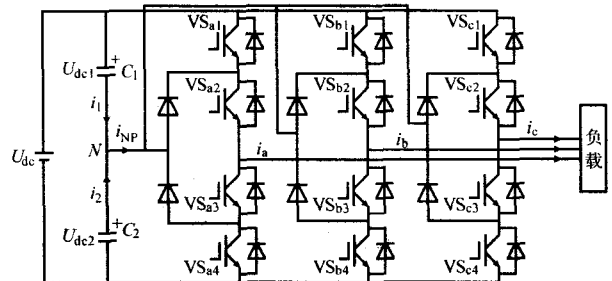 VSa1 VSb1 VSc1
Udc1 + C1 VSa2 VSb2 VSc2
i1
Udc N iNP ia ib ic 负载
i2
Udc2 + C2 VSa3 VSb3 VSc3
VSa4 VSb4 VSc4